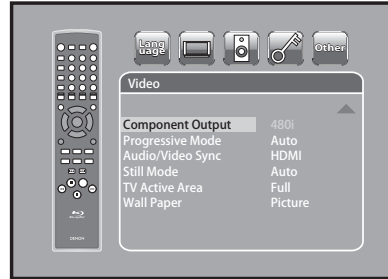 Lang
uage
Other
Video
Component Output 480i
Progressive Mode Auto
Audio/Video Sync HDMI
Still Mode Auto
TV Active Area Full
Wall Paper Picture
DENON